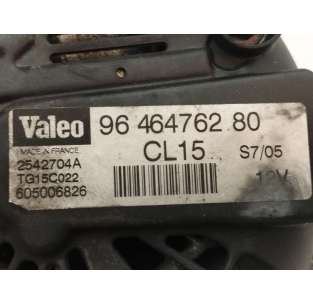 Valeo 96 464762 80
MADE IN FRANCE CL15 S7/05
2542704A
TG15C022 12V
605006826